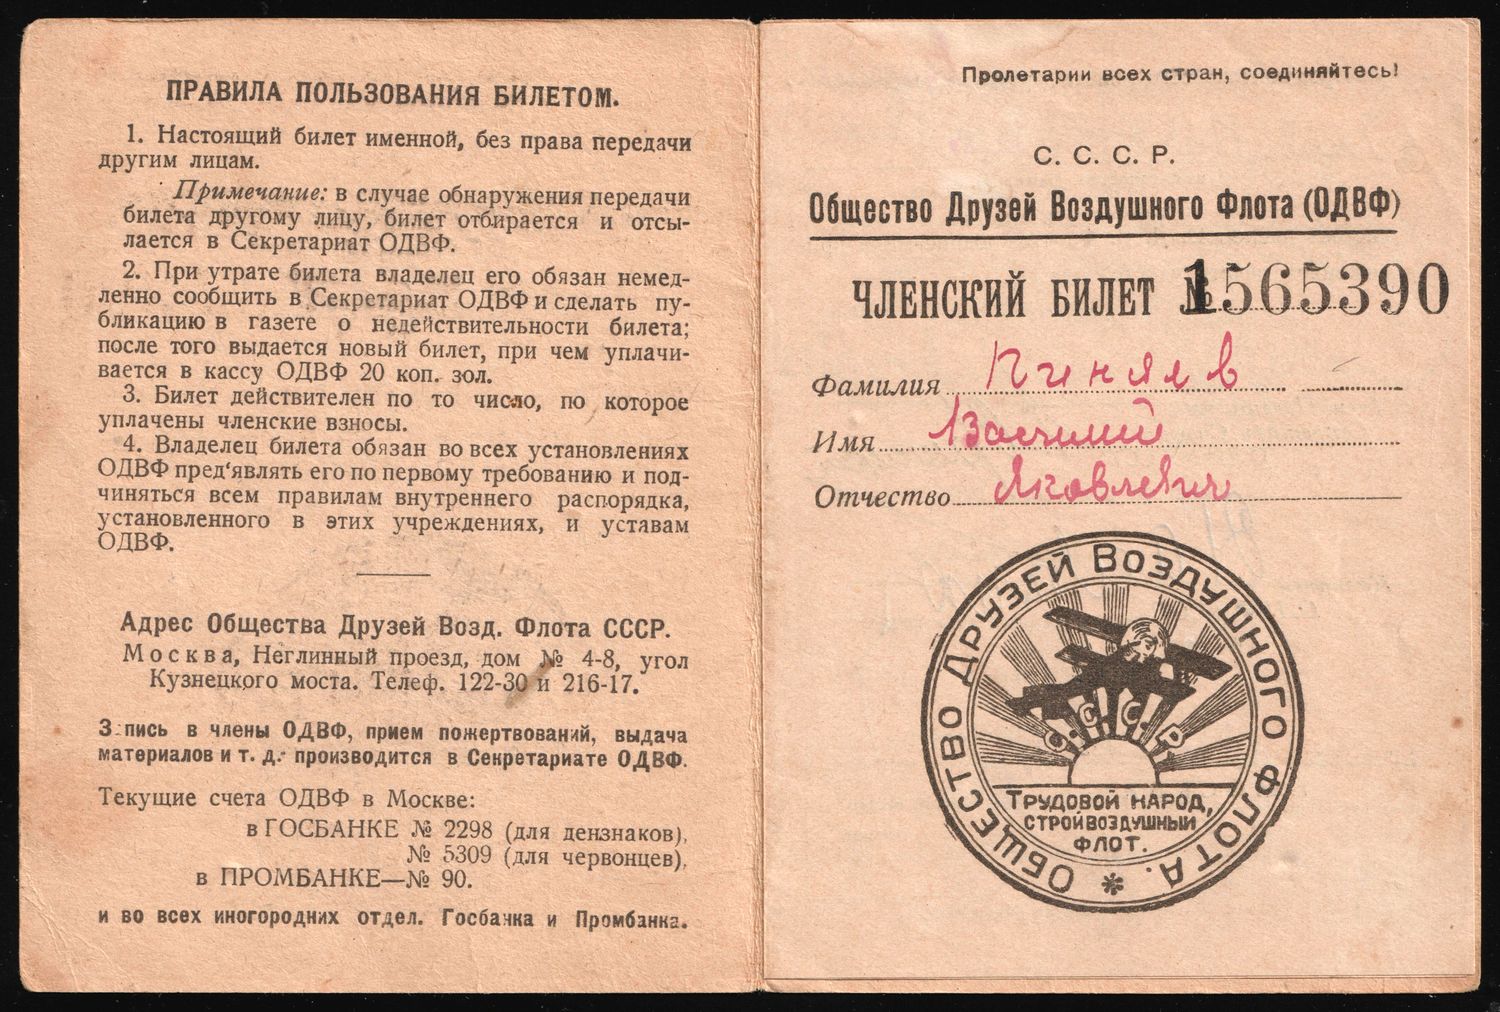 ПРАВИЛА ПОЛЬЗОВАНИЯ БИЛЕТОМ.
1. Настоящий билет именной, без права передачи
другим лицам.
Примечание: в случае обнаружения передачи
билета другому лицу, билет отбирается и отсы-
лается в Секретариат ОДВФ.
2. При утрате билета владелец его обязан немед-
ленно сообщить в Секретариат ОДВФ и сделать пу-
бликацию в газете о недействительности билета;
после того выдается новый билет, при чем уплачи-
вается в кассу ОДВФ 20 коп. зол.
3. Билет действителен по то число, по которое
уплачены членские взносы.
4. Владелец билета обязан во всех установлениях
ОДВФ пред‘являть его по первому требованию и под-
чиняться всем правилам внутреннего распорядка,
установленного в этих учреждениях, и уставам
ОДВФ.
Адрес Общества Друзей Возд. Флота СССР.
Москва, Неглинный проезд, дом № 4-8, угол
Кузнецкого моста. Телеф. 122-30 и 216-17.
Запись в члены ОДВФ, прием пожертвований, выдача
материалов и т. д. производится в Секретариате ОДВФ.
Текущие счета ОДВФ в Москве:
в ГОСБАНКЕ № 2298 (для дензнаков),
№ 5309 (для червонцев),
в ПРОМБАНКЕ—№ 90.
и во всех иногородних отдел. Госбанка и Промбанка.
Пролетарии всех стран, соединяйтесь!
С. С. С. Р.
Общество Друзей Воздушного Флота (ОДВФ)
ЧЛЕНСКИЙ БИЛЕТ № 1565390
Фамилия Пиняев
Имя Василий
Отчество Яковлевич
ОБЩЕСТВО ДРУЗЕЙ ВОЗДУШНОГО ФЛОТА.
С.С.С.Р
ТРУДОВОЙ НАРОД,
СТРОЙ ВОЗДУШНЫЙ
ФЛОТ.